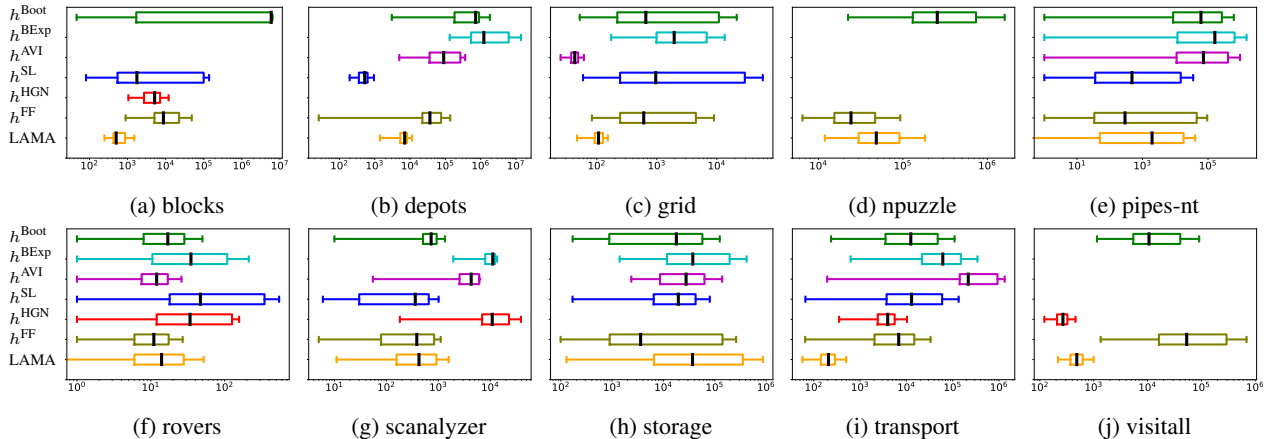 h^Boot
h^BExp
h^AVI
h^SL
h^HGN
h^FF
LAMA
10^2 10^3 10^4 10^5 10^6 10^7
10^2 10^3 10^4 10^5 10^6 10^7
10^2 10^3 10^4
10^4 10^5 10^6
10^1 10^3 10^5
(a) blocks (b) depots (c) grid (d) npuzzle (e) pipes-nt
h^Boot
h^BExp
h^AVI
h^SL
h^HGN
h^FF
LAMA
10^0 10^1 10^2
10^1 10^2 10^3 10^4
10^2 10^3 10^4 10^5 10^6
10^2 10^3 10^4 10^5 10^6
10^2 10^3 10^4 10^5 10^6
(f) rovers (g) scanalyzer (h) storage (i) transport (j) visitall